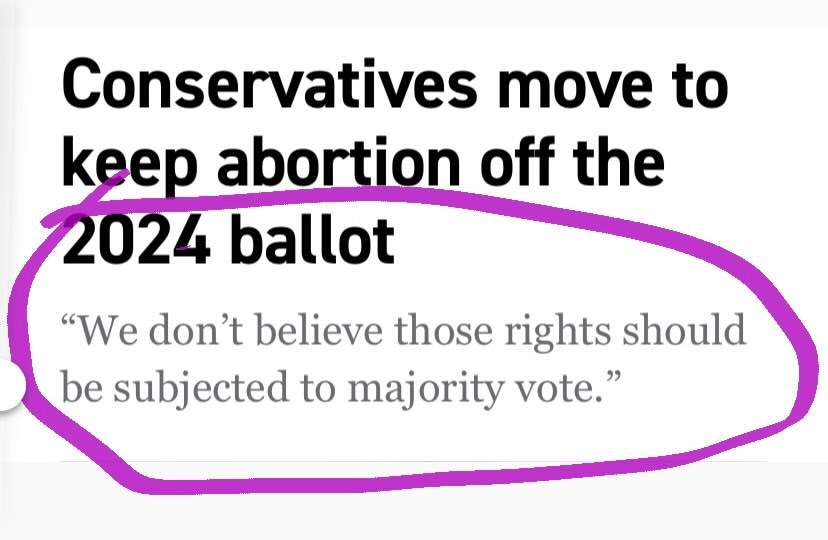 Conservatives move to
keep abortion off the
2024 ballot
“We don’t believe those rights should
be subjected to majority vote.”